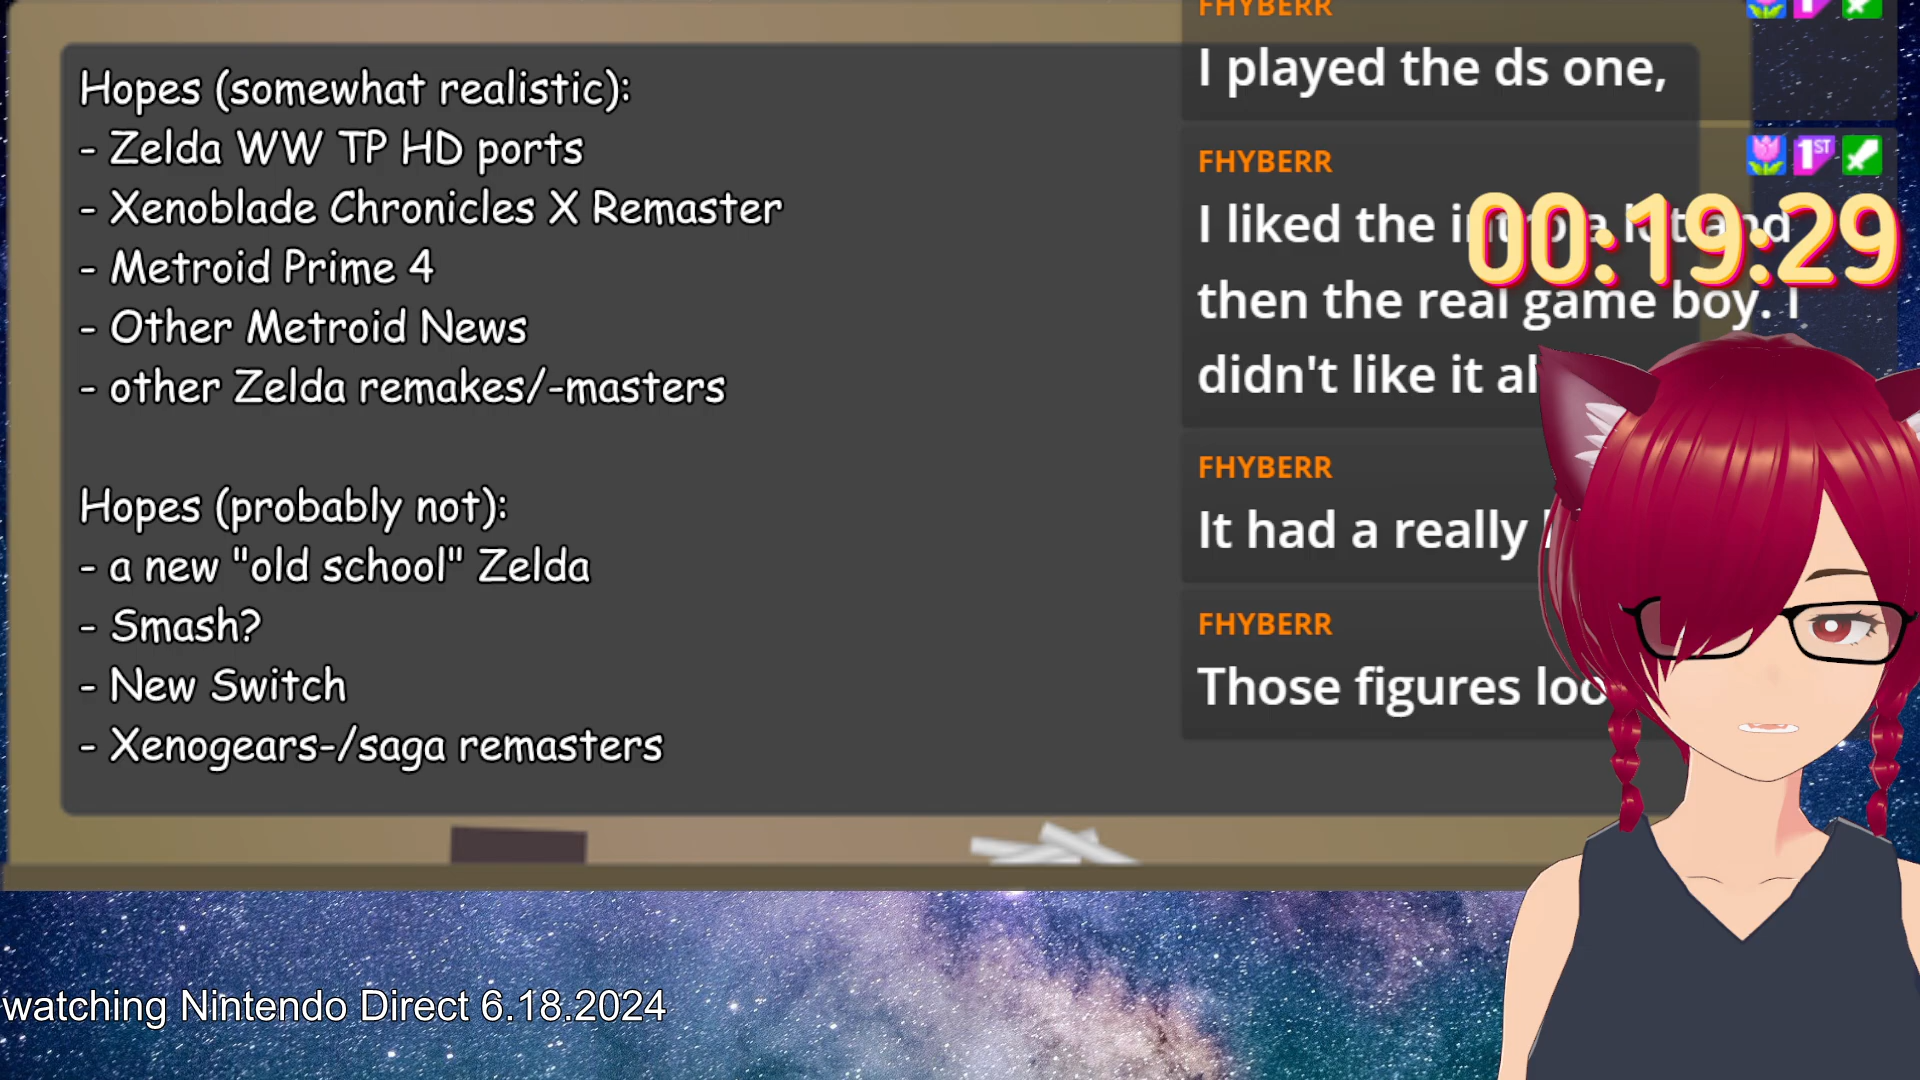 Hopes (somewhat realistic):
- Zelda WW TP HD ports
- Xenoblade Chronicles X Remaster
- Metroid Prime 4
- Other Metroid News
- other Zelda remakes/-masters
Hopes (probably not):
- a new "old school" Zelda
- Smash?
- New Switch
- Xenogears-/saga remasters
FHYBERR
I played the ds one,
FHYBERR
1ST
I liked the
00:19:29
then the real game boy. I
didn't like it
FHYBERR
It had a really
FHYBERR
Those figures
watching Nintendo Direct 6.18.2024